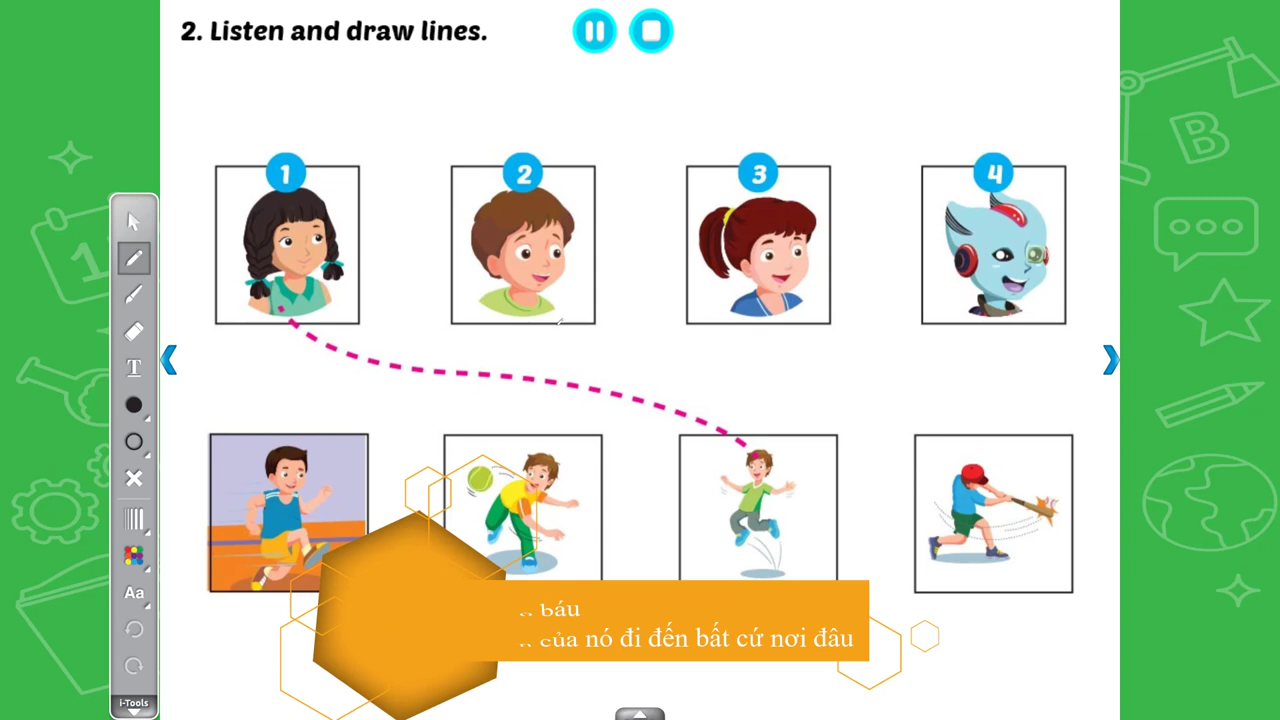 2. Listen and draw lines.
1
2
3
4
T
Aa
i-Tools
báu
của nó đi đến bất cứ nơi đâu